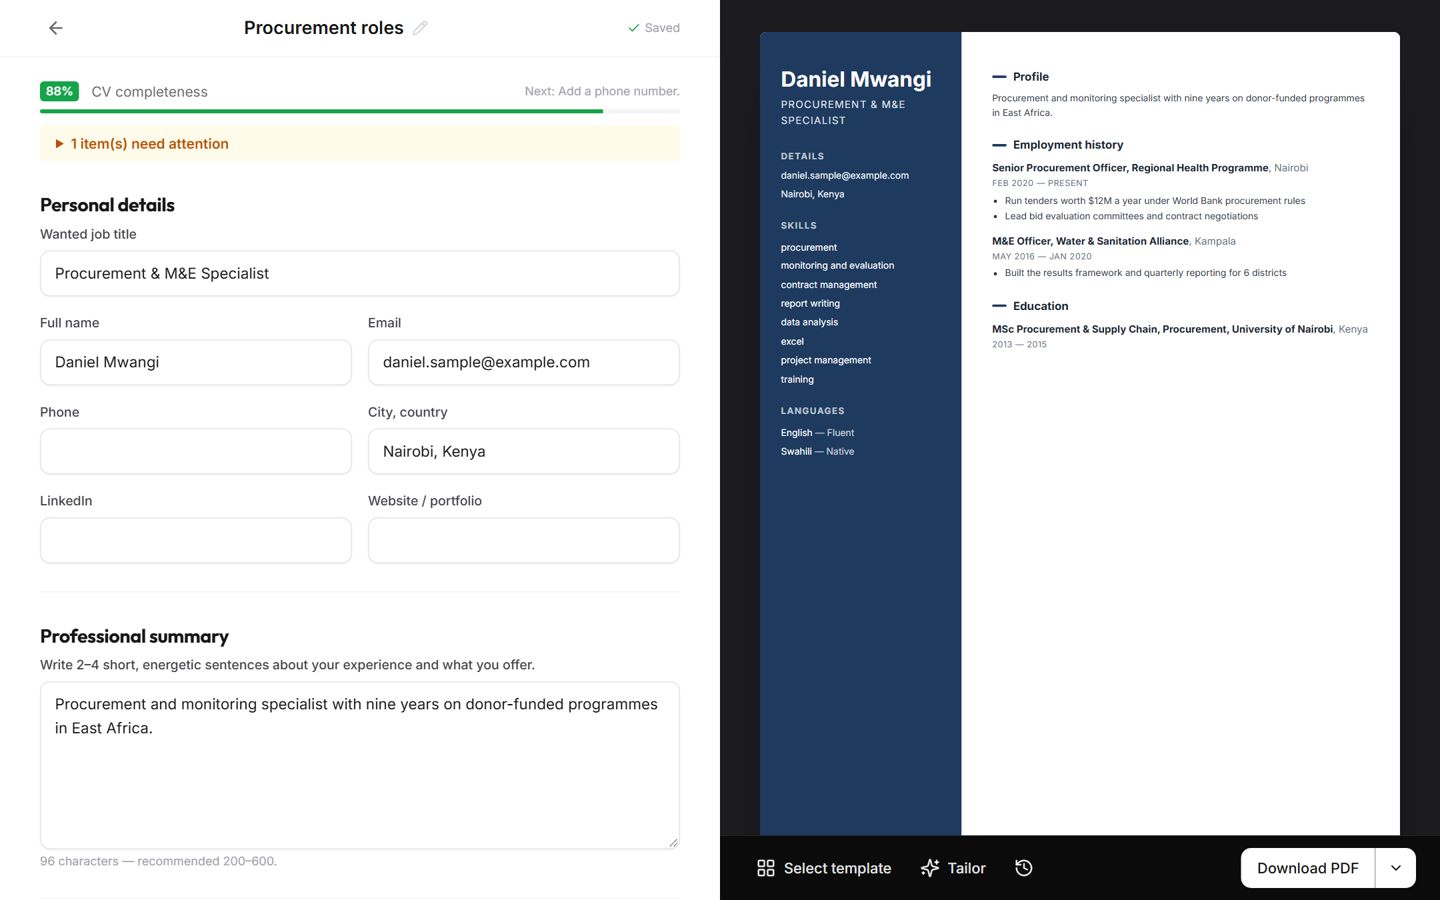 Procurement roles
Saved
88% CV completeness
Next: Add a phone number.
1 item(s) need attention
Personal details
Wanted job title
Procurement & M&E Specialist
Full name
Email
Daniel Mwangi
daniel.sample@example.com
Phone
City, country
Nairobi, Kenya
LinkedIn
Website / portfolio
Professional summary
Write 2–4 short, energetic sentences about your experience and what you offer.
Procurement and monitoring specialist with nine years on donor-funded programmes
in East Africa.
96 characters — recommended 200–600.
Daniel Mwangi
PROCUREMENT & M&E
SPECIALIST
DETAILS
daniel.sample@example.com
Nairobi, Kenya
SKILLS
procurement
monitoring and evaluation
contract management
report writing
data analysis
excel
project management
training
LANGUAGES
English — Fluent
Swahili — Native
Profile
Procurement and monitoring specialist with nine years on donor-funded programmes
in East Africa.
Employment history
Senior Procurement Officer, Regional Health Programme, Nairobi
FEB 2020 — PRESENT
• Run tenders worth $12M a year under World Bank procurement rules
• Lead bid evaluation committees and contract negotiations
M&E Officer, Water & Sanitation Alliance, Kampala
MAY 2016 — JAN 2020
• Built the results framework and quarterly reporting for 6 districts
Education
MSc Procurement & Supply Chain, Procurement, University of Nairobi, Kenya
2013 — 2015
Select template
Tailor
Download PDF